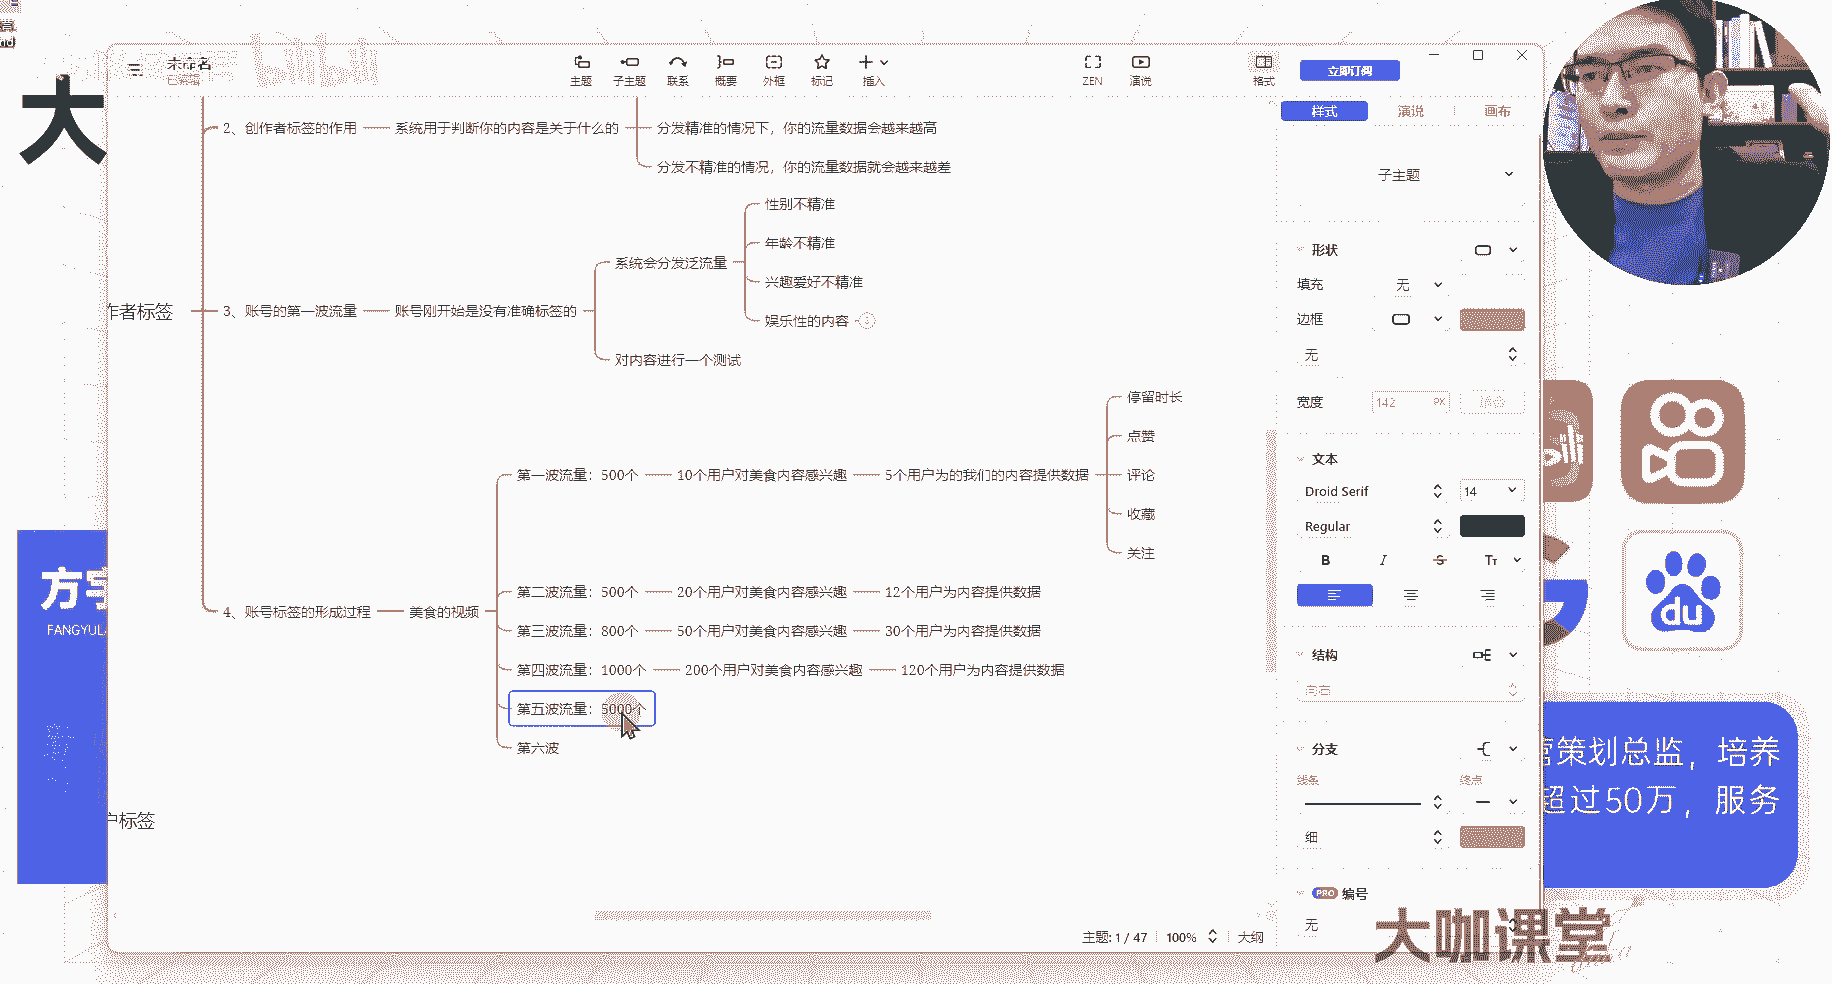 未命名
已编辑
主题
子主题
联系
概要
外框
标记
插入
ZEN
演说
格式
立即订阅
样式
演说
画布
大
2、创作者标签的作用
系统用于判断你的内容是关于什么的
分发精准的情况下，你的流量数据会越来越高
分发不精准的情况，你的流量数据就会越来越差
作者标签
3、账号的第一波流量
账号刚开始是没有准确标签的
系统会分发泛流量
性别不精准
年龄不精准
兴趣爱好不精准
娱乐性的内容
对内容进行一个测试
4、账号标签的形成过程
美食的视频
第一波流量：500个
10个用户对美食内容感兴趣
5个用户为的我们的内容提供数据
停留时长
点赞
评论
收藏
关注
第二波流量：500个
20个用户对美食内容感兴趣
12个用户为内容提供数据
第三波流量：800个
50个用户对美食内容感兴趣
30个用户为内容提供数据
第四波流量：1000个
200个用户对美食内容感兴趣
120个用户为内容提供数据
第五波流量：5000个
第六波
户标签
子主题
形状
填充
无
边框
无
宽度
142
PX
文本
Droid Serif
14
Regular
B
I
S
TT
结构
分支
线条
终点
细
PRO 编号
无
主题: 1 / 47
100%
大纲
方宇
FANGYULA
du
营策划总监，培养
超过50万，服务
大咖课堂